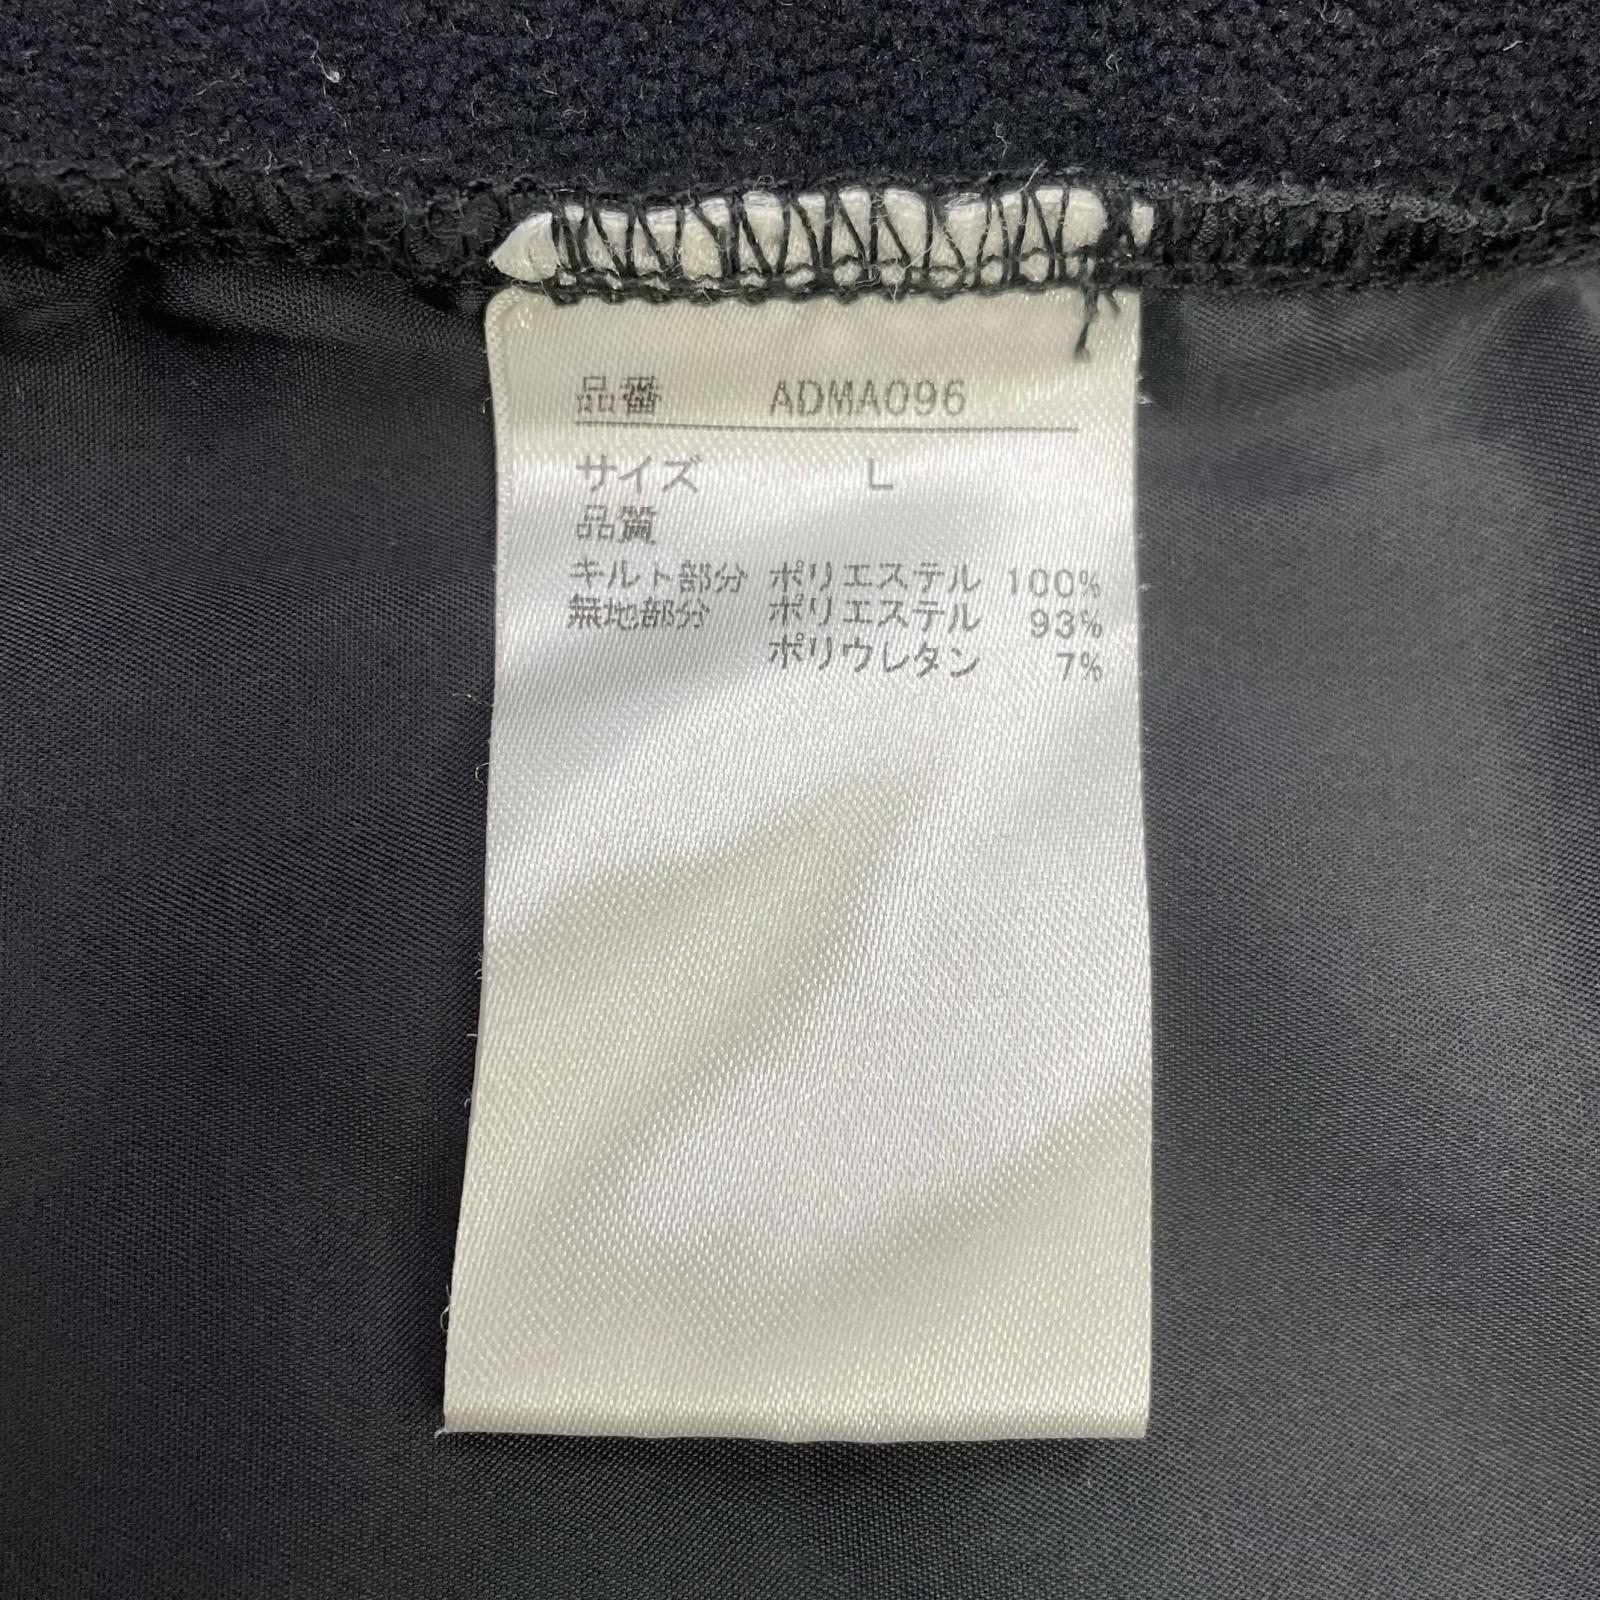 品番 ADMA096
サイズ L
品質
キルト部分 ポリエステル 100%
無地部分 ポリエステル 93%
ポリウレタン 7%